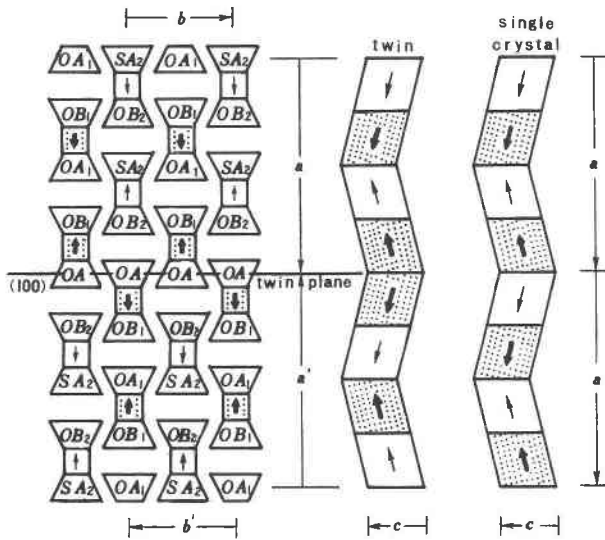 b
single
twin crystal
OA₁ SA₂ OA₁ SA₂
OB₁ OB₂ OB₁ OB₂
OA₁ SA₂ OA₁ SA₂
a a
OB₁ OB₂ OB₁ OB₂
OA OA OA OA
(100) twin plane
OB₂ OB₁ OB₂ OB₁
a' a
SA₂ OA₁ SA₂ OA₁
OB₂ OB₁ OB₂ OB₁
SA₂ OA₁ SA₂ OA₁
b' c c